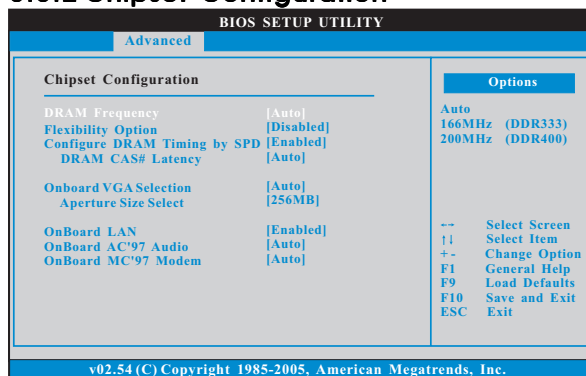 BIOS SETUP UTILITY
Advanced
Chipset Configuration
DRAM Frequency [Auto]
Flexibility Option [Disabled]
Configure DRAM Timing by SPD [Enabled]
DRAM CAS# Latency [Auto]
Onboard VGA Selection [Auto]
Aperture Size Select [256MB]
OnBoard LAN [Enabled]
OnBoard AC'97 Audio [Auto]
OnBoard MC'97 Modem [Auto]
Options
Auto
166MHz (DDR333)
200MHz (DDR400)
←→ Select Screen
↑↓ Select Item
+- Change Option
F1 General Help
F9 Load Defaults
F10 Save and Exit
ESC Exit
v02.54 (C) Copyright 1985-2005, American Megatrends, Inc.